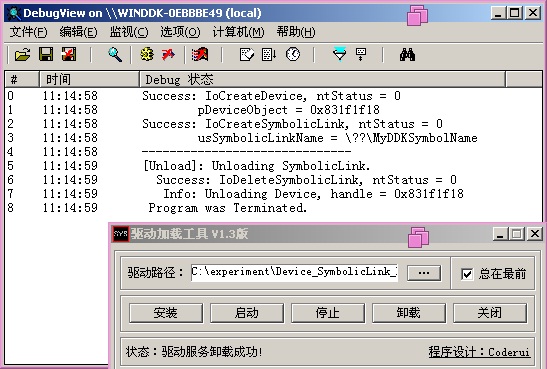 DebugView on \\WINDDK-0EBBBE49 (local)
文件(F) 编辑(E) 监视(C) 选项(O) 计算机(M) 帮助(H)
# 时间 Debug 状态
0 11:14:58 Success: IoCreateDevice, ntStatus = 0
1 11:14:58 pDeviceObject = 0x831f1f18
2 11:14:58 Success: IoCreateSymbolicLink, ntStatus = 0
3 11:14:58 usSymbolicLinkName = \??\MyDDKSymbolName
4 11:14:58 ------------------------------
5 11:14:59 [Unload]: Unloading SymbolicLink.
6 11:14:59 Success: IoDeleteSymbolicLink, ntStatus = 0
7 11:14:59 Info: Unloading Device, handle = 0x831f1f18
8 11:14:59 Program was Terminated.
SYS 驱动加载工具 V1.3版
驱动路径: C:\experiment\Device_SymbolicLink_ ... 总在最前
安装 启动 停止 卸载 关闭
状态:驱动服务卸载成功! 程序设计:Coderui